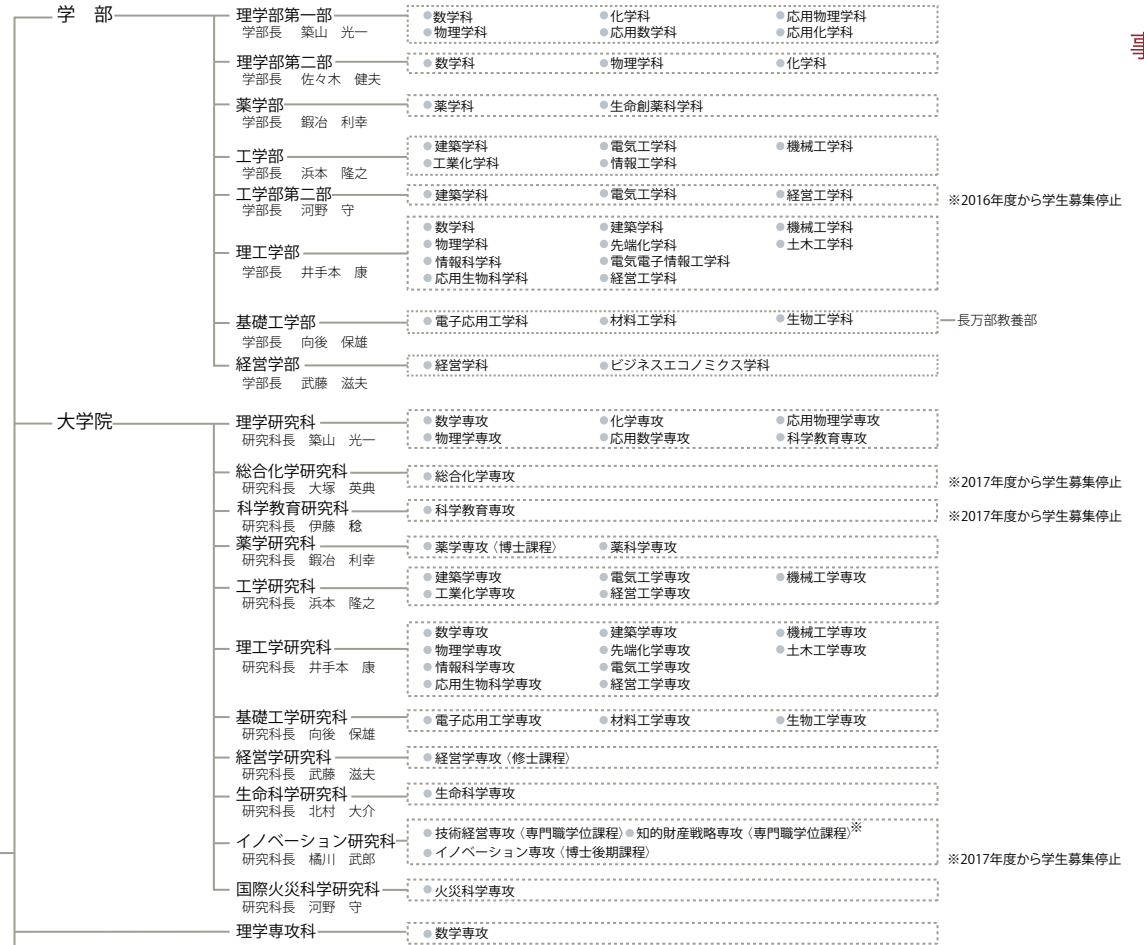 学 部
理学部第一部
学部長 築山 光一
●数学科 ●化学科 ●応用物理学科
●物理学科 ●応用数学科 ●応用化学科
理学部第二部
学部長 佐々木 健夫
●数学科 ●物理学科 ●化学科
薬学部
学部長 鍜冶 利幸
●薬学科 ●生命創薬科学科
工学部
学部長 浜本 隆之
●建築学科 ●電気工学科 ●機械工学科
●工業化学科 ●情報工学科
工学部第二部
学部長 河野 守
●建築学科 ●電気工学科 ●経営工学科
※2016年度から学生募集停止
理工学部
学部長 井手本 康
●数学科 ●建築学科 ●機械工学科
●物理学科 ●先端化学科 ●土木工学科
●情報科学科 ●電気電子情報工学科
●応用生物科学科 ●経営工学科
基礎工学部
学部長 向後 保雄
●電子応用工学科 ●材料工学科 ●生物工学科
長万部教養部
経営学部
学部長 武藤 滋夫
●経営学科 ●ビジネスエコノミクス学科
大学院
理学研究科
研究科長 築山 光一
●数学専攻 ●化学専攻 ●応用物理学専攻
●物理学専攻 ●応用数学専攻 ●科学教育専攻
総合化学研究科
研究科長 大塚 英典
●総合化学専攻
※2017年度から学生募集停止
科学教育研究科
研究科長 伊藤 稔
●科学教育専攻
※2017年度から学生募集停止
薬学研究科
研究科長 鍜冶 利幸
●薬学専攻〈博士課程〉 ●薬科学専攻
工学研究科
研究科長 浜本 隆之
●建築学専攻 ●電気工学専攻 ●機械工学専攻
●工業化学専攻 ●経営工学専攻
理工学研究科
研究科長 井手本 康
●数学専攻 ●建築学専攻 ●機械工学専攻
●物理学専攻 ●先端化学専攻 ●土木工学専攻
●情報科学専攻 ●電気工学専攻
●応用生物科学専攻 ●経営工学専攻
基礎工学研究科
研究科長 向後 保雄
●電子応用工学専攻 ●材料工学専攻 ●生物工学専攻
経営学研究科
研究科長 武藤 滋夫
●経営学専攻〈修士課程〉
生命科学研究科
研究科長 北村 大介
●生命科学専攻
イノベーション研究科
研究科長 橘川 武郎
●技術経営専攻〈専門職学位課程〉 ●知的財産戦略専攻〈専門職学位課程〉※
●イノベーション専攻〈博士後期課程〉
※2017年度から学生募集停止
国際火災科学研究科
研究科長 河野 守
●火災科学専攻
理学専攻科
●数学専攻